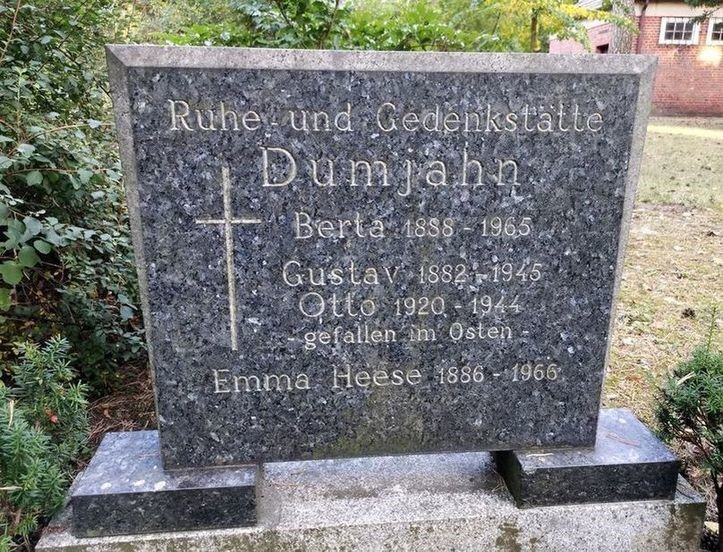 Ruhe- und Gedenkstätte
Dumjahn
Berta 1888 - 1965
Gustav 1882 - 1945
Otto 1920 - 1944
- gefallen im Osten -
Emma Heese 1886 - 1966